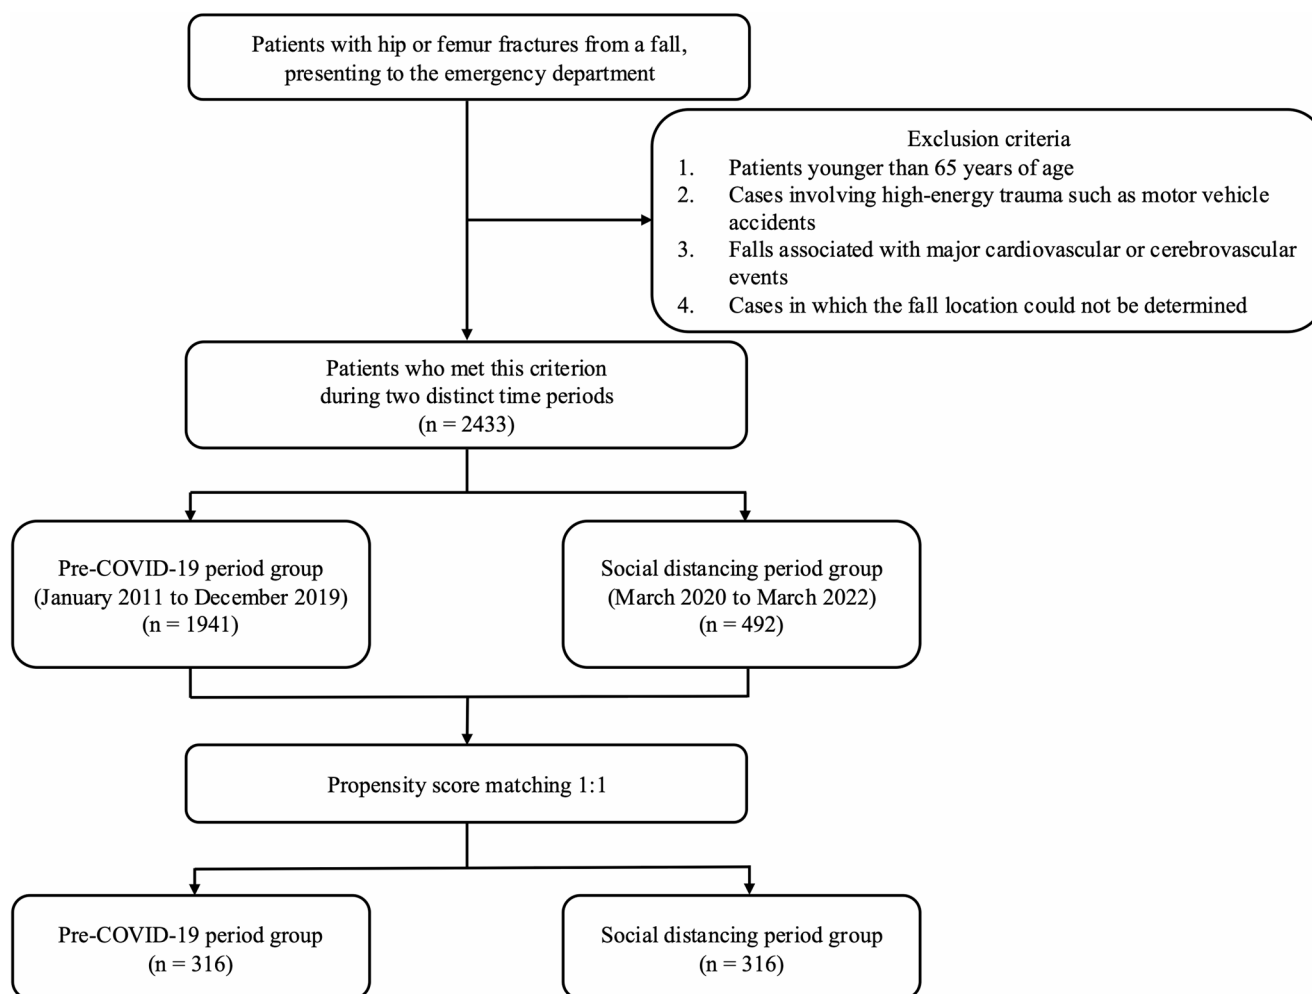 Patients with hip or femur fractures from a fall,
presenting to the emergency department
Exclusion criteria
1. Patients younger than 65 years of age
2. Cases involving high-energy trauma such as motor vehicle
accidents
3. Falls associated with major cardiovascular or cerebrovascular
events
4. Cases in which the fall location could not be determined
Patients who met this criterion
during two distinct time periods
(n = 2433)
Pre-COVID-19 period group
(January 2011 to December 2019)
(n = 1941)
Social distancing period group
(March 2020 to March 2022)
(n = 492)
Propensity score matching 1:1
Pre-COVID-19 period group
(n = 316)
Social distancing period group
(n = 316)